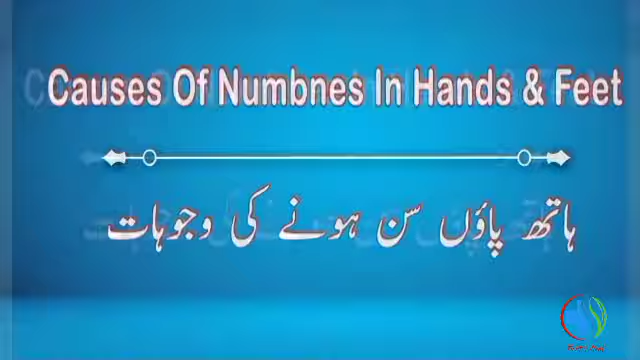 Causes Of Numbnes In Hands & Feet
ہاتھ پاؤں سن ہونے کی وجوہات